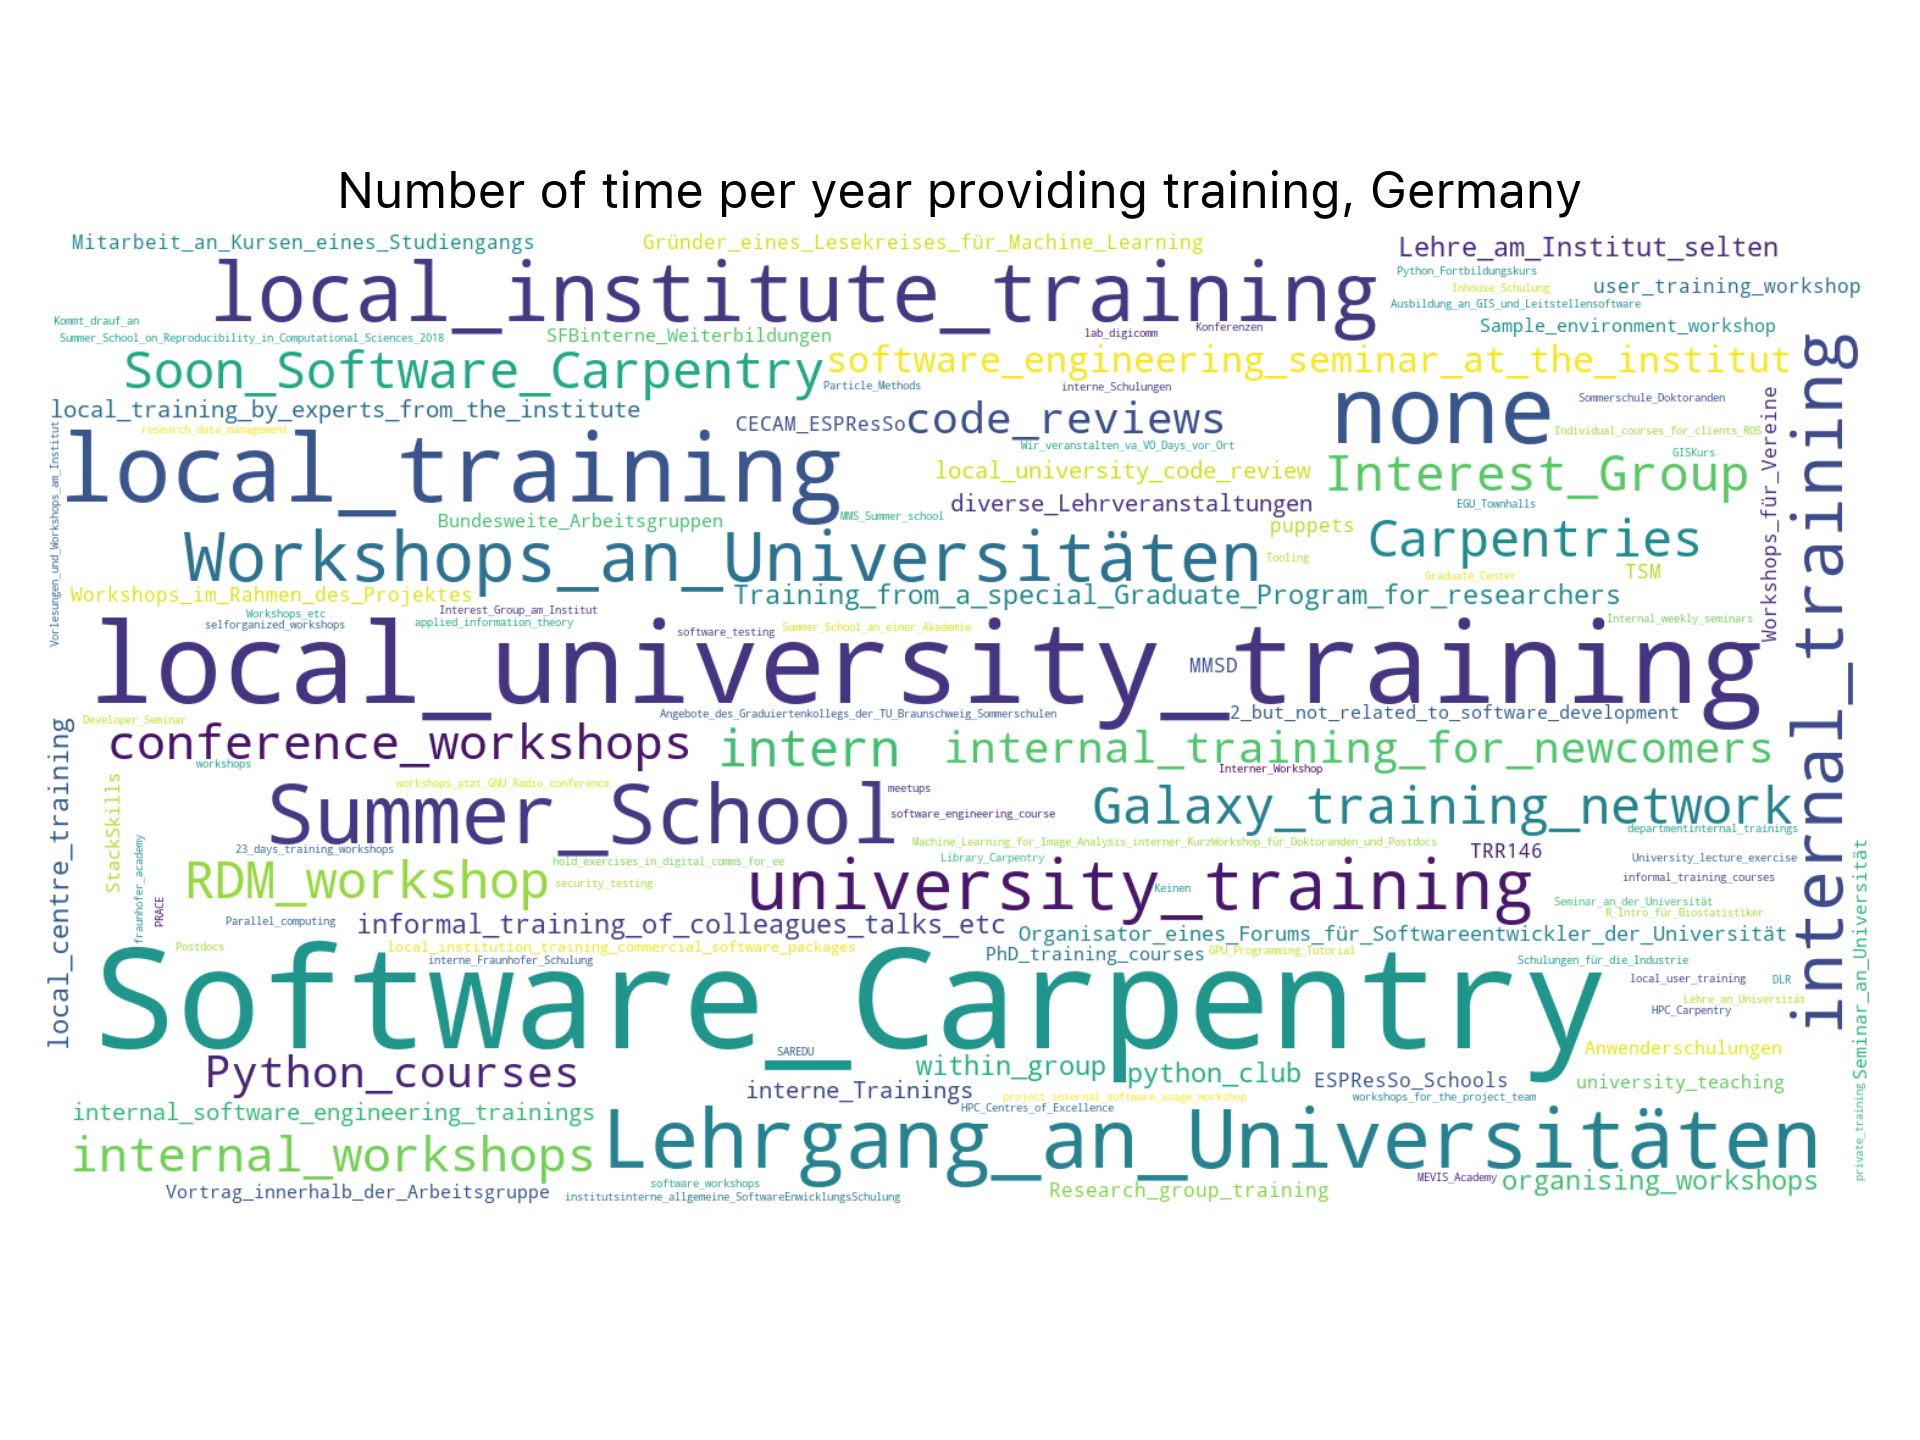 Number of time per year providing training, Germany
Mitarbeit_an_Kursen_eines_Studiengangs
Gründer_eines_Lesekreises_für_Machine_Learning
Lehre_am_Institut_selten
local_institute_training
Python_Fortbildungskurs
Inhouse_Schulung
user_training_workshop
Ausbildung_an_GIS_und_Leitstellensoftware
Kommt_drauf_an
Summer_School_on_Reproducibility_in_Computational_Sciences_2018
SFBinterne_Weiterbildungen
lab_digicomm
Konferenzen
Sample_environment_workshop
Soon_Software_Carpentry
software_engineering_seminar_at_the_institut
Particle_Methods
interne_Schulungen
local_training_by_experts_from_the_institute
CECAM_ESPResSo
code_reviews
none
Sommerschule_Doktoranden
research_data_management
Individual_courses_for_clients_ROS
Workshops_für_Vereine
internal_training
Vorlesungen_und_Workshops_am_Institut
local_training
Wir_veranstalten_va_VO_Days_vor_Ort
local_university_code_review
Interest_Group
GISKurs
diverse_Lehrveranstaltungen
EGU_Townhalls
Bundesweite_Arbeitsgruppen
MMS_Summer_school
puppets
Carpentries
Workshops_an_Universitäten
Tooling
TSM
Graduate_Center
Workshops_im_Rahmen_des_Projektes
Training_from_a_special_Graduate_Program_for_researchers
Workshops_etc
Interest_Group_am_Institut
selforganized_workshops
applied_information_theory
software_testing
Summer_School_an_einer_Akademie
Internal_weekly_seminars
local_university_training
MMSD
Developer_Seminar
Angebote_des_Graduiertenkollegs_der_TU_Braunschweig_Sommerschulen
2_but_not_related_to_software_development
local_centre_training
conference_workshops
intern
internal_training_for_newcomers
workshops
Interner_Workshop
StackSkills
workshops_atat_GNU_Radio_conference
meetups
Summer_School
software_engineering_course
Galaxy_training_network
departmentinternal_trainings
fraunhofer_academy
23_days_training_workshops
Machine_Learning_for_Image_Analysis_interner_KurzWorkshop_für_Doktoranden_und_Postdocs
TRR146
hold_exercises_in_digital_comms_for_ee
Library_Carpentry
University_lecture_exercise
RDM_workshop
security_testing
university_training
Keinen
informal_training_courses
PRACE
Seminar_an_der_Universität
R_Intro_für_Biostatistiker
Parallel_computing
informal_training_of_colleagues_talks_etc
Organisator_eines_Forums_für_Softwareentwickler_der_Universität
Postdocs
local_institution_training_commercial_software_packages
PhD_training_courses
GPU_Programming_Tutorial
interne_Fraunhofer_Schulung
Schulungen_für_die_Industrie
Software_Carpentry
local_user_training
DLR
Lehre_an_Universität
HPC_Carpentry
Seminar_an_Universität
SAREDU
Anwenderschulungen
Python_courses
within_group
python_club
ESPResSo_Schools
university_teaching
interne_Trainings
project_internal_software_usage_workshop
workshops_for_the_project_team
internal_software_engineering_trainings
HPC_Centres_of_Excellence
private_training
internal_workshops
Lehrgang_an_Universitäten
software_workshops
MEVIS_Academy
organising_workshops
Vortrag_innerhalb_der_Arbeitsgruppe
institutsinterne_allgemeine_SoftwareEnwicklungsSchulung
Research_group_training